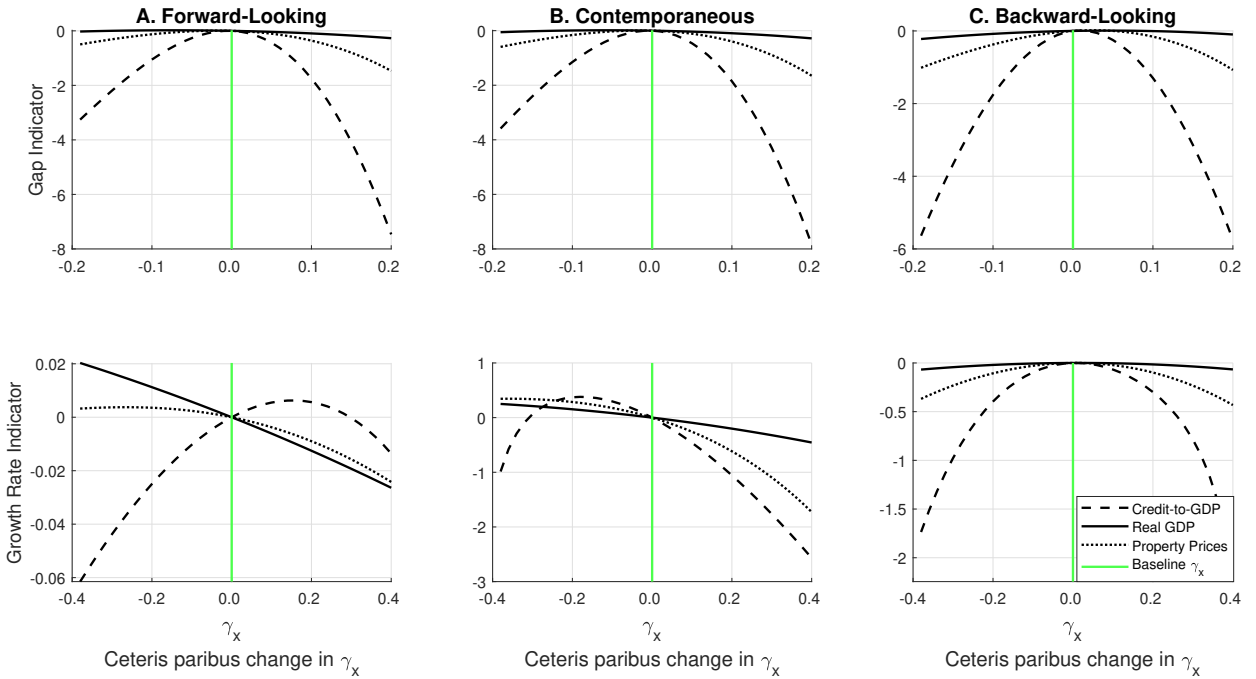 A. Forward-Looking
B. Contemporaneous
C. Backward-Looking
Gap Indicator
0
-2
-4
-6
-8
-0.2 -0.1 0.0 0.1 0.2
0
-2
-4
-6
-8
-0.2 -0.1 0.0 0.1 0.2
0
-2
-4
-6
-0.2 -0.1 0.0 0.1 0.2
Growth Rate Indicator
0.02
0
-0.02
-0.04
-0.06
-0.4 -0.2 0.0 0.2 0.4
γx
Ceteris paribus change in γx
1
0
-1
-2
-3
-0.4 -0.2 0.0 0.2 0.4
γx
Ceteris paribus change in γx
0
-0.5
-1
-1.5
-2
-0.4 -0.2 0.0 0.2 0.4
γx
Ceteris paribus change in γx
Credit-to-GDP
Real GDP
Property Prices
Baseline γx